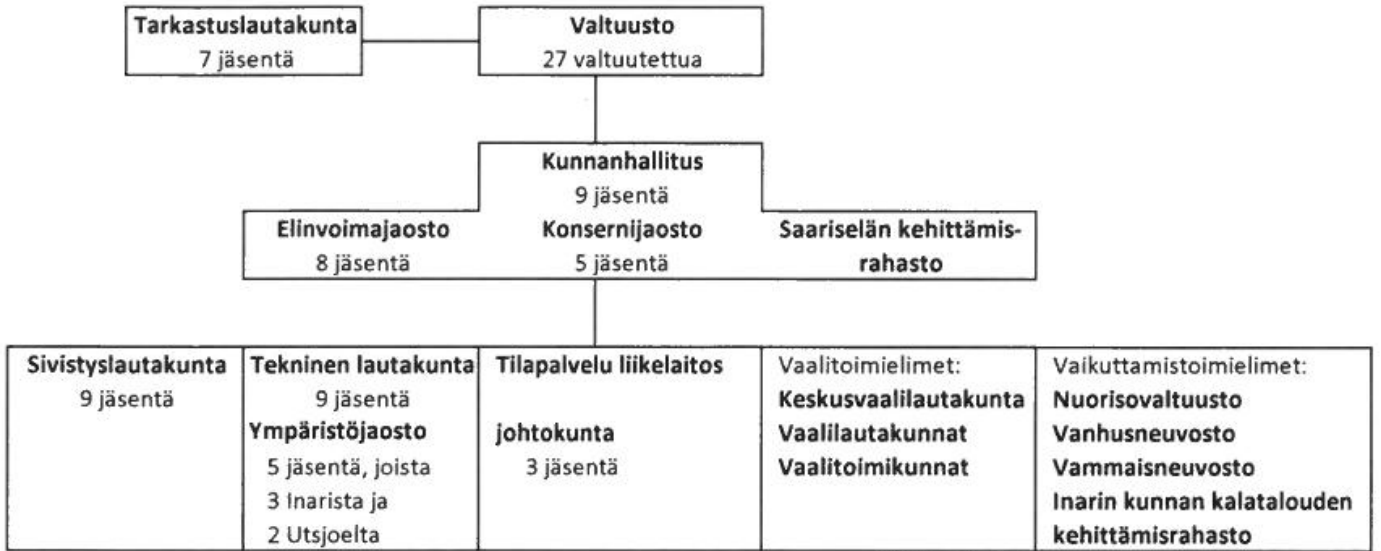 Tarkastuslautakunta
7 jäsentä
Valtuusto
27 valtuutettua
Kunnanhallitus
9 jäsentä
Elinvoimajaosto
8 jäsentä
Konsernijaosto
5 jäsentä
Saariselän kehittämis-
rahasto
Sivistyslautakunta
9 jäsentä
Tekninen lautakunta
9 jäsentä
Ympäristöjaosto
5 jäsentä, joista
3 Inarista ja
2 Utsjoelta
Tilapalvelu liikelaitos
johtokunta
3 jäsentä
Vaalitoimielimet:
Keskusvaalilautakunta
Vaalilautakunnat
Vaalitoimikunnat
Vaikuttamistoimielimet:
Nuorisovaltuusto
Vanhusneuvosto
Vammaisneuvosto
Inarin kunnan kalatalouden
kehittämisrahasto